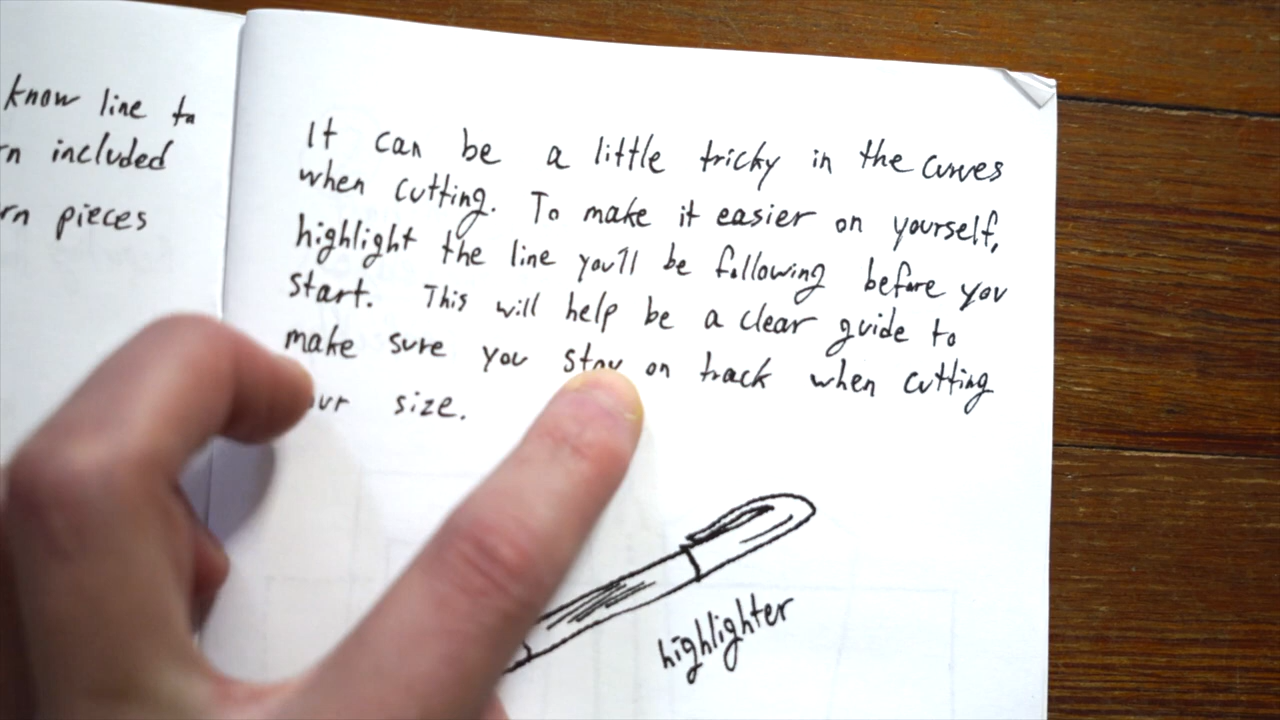 know line to
included
pieces
It can be a little tricky in the curves
when cutting. To make it easier on yourself,
highlight the line you'll be following before you
start. This will help be a clear guide to
make sure you stay on track when cutting
size.
highlighter